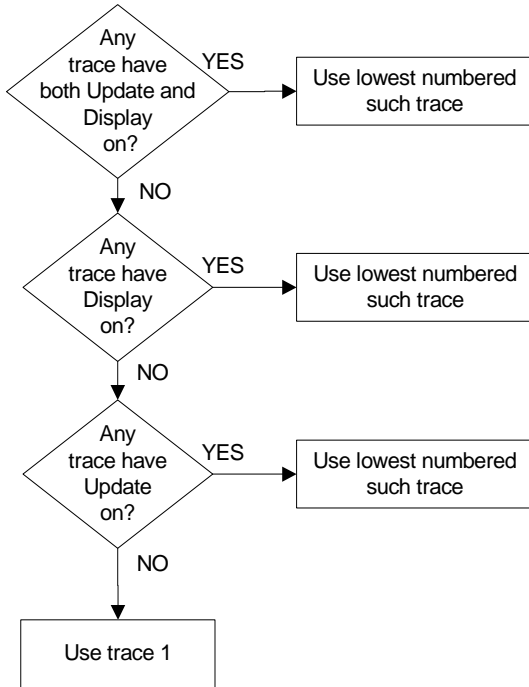 Any
trace have
both Update and
Display
on?
YES
Use lowest numbered
such trace
NO
Any
trace have
Display
on?
YES
Use lowest numbered
such trace
NO
Any
trace have
Update
on?
YES
Use lowest numbered
such trace
NO
Use trace 1